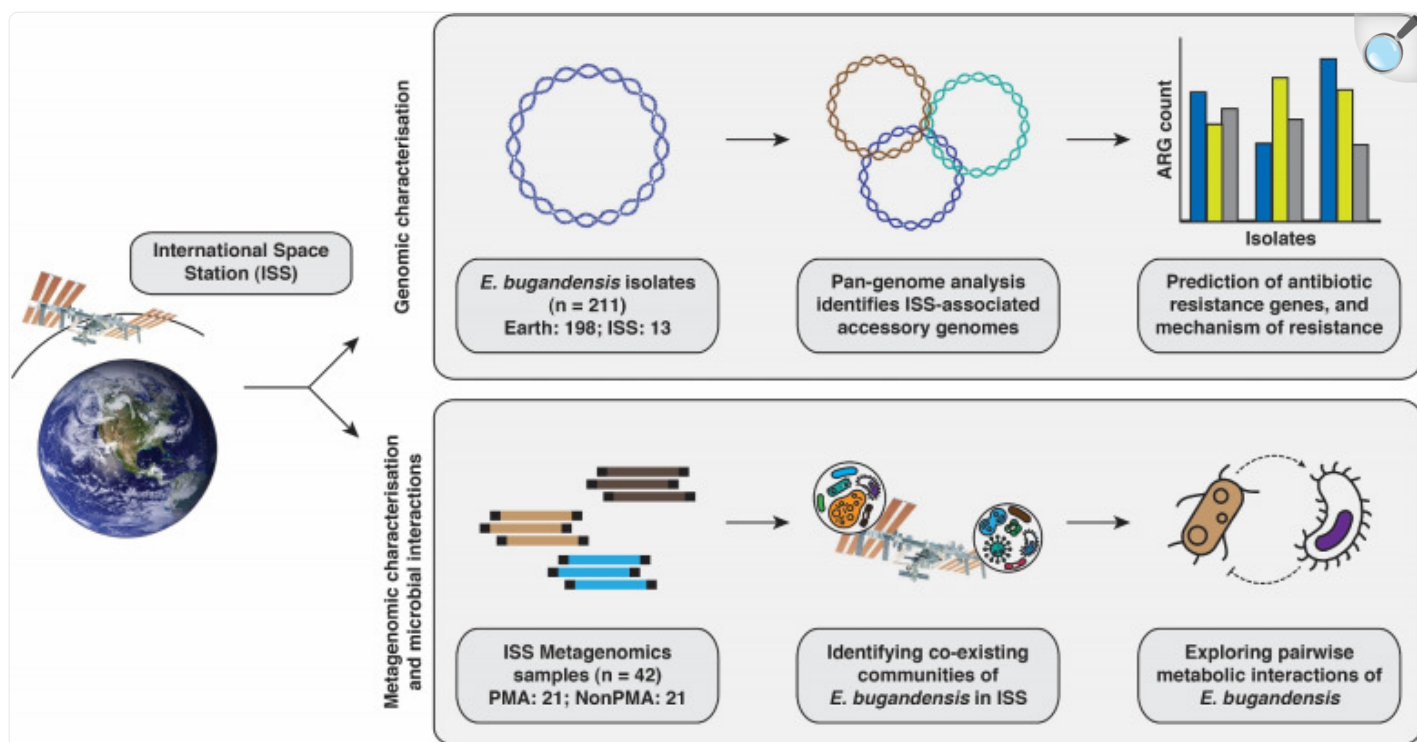 International Space
Station (ISS)
Genomic characterisation
E. bugandensis isolates
(n = 211)
Earth: 198; ISS: 13
Pan-genome analysis
identifies ISS-associated
accessory genomes
ARG count
Isolates
Prediction of antibiotic
resistance genes, and
mechanism of resistance
Metagenomic characterisation
and microbial interactions
ISS Metagenomics
samples (n = 42)
PMA: 21; NonPMA: 21
Identifying co-existing
communities of
E. bugandensis in ISS
Exploring pairwise
metabolic interactions of
E. bugandensis